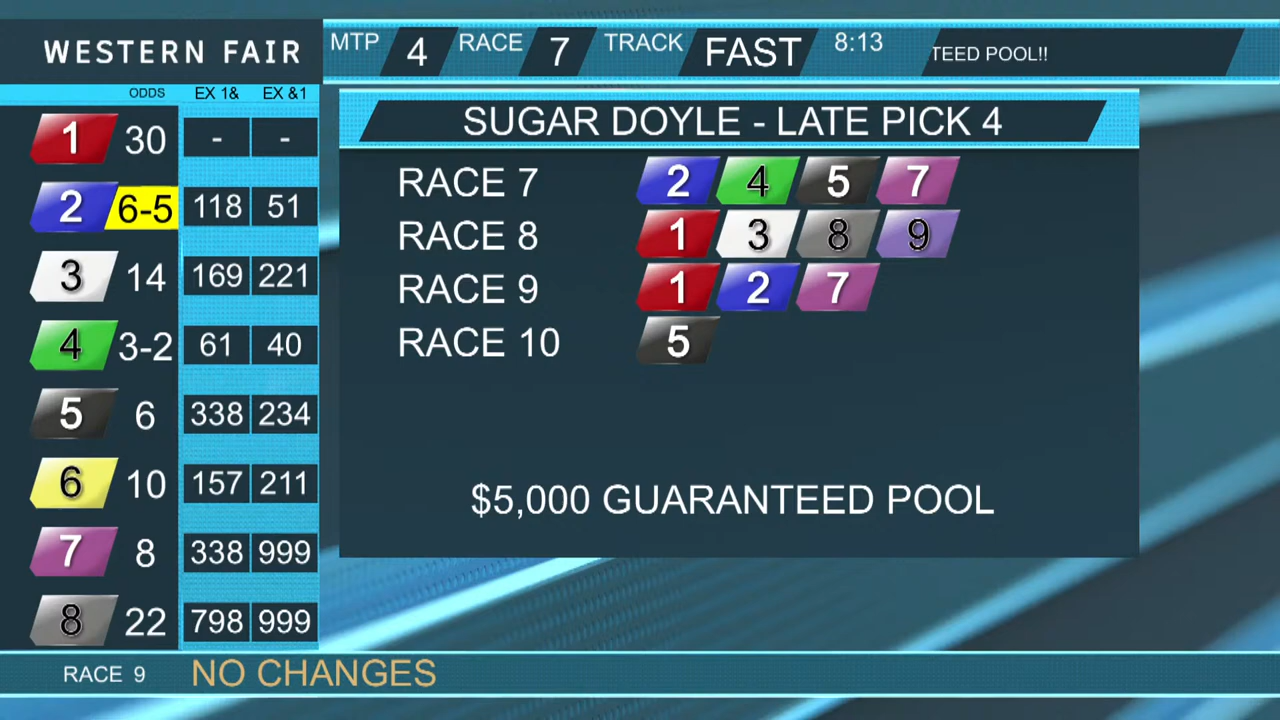 WESTERN FAIR
MTP 4 RACE 7 TRACK FAST 8:13 TEED POOL!!
ODDS EX 1& EX &1
1 30 - -
2 6-5 118 51
3 14 169 221
4 3-2 61 40
5 6 338 234
6 10 157 211
7 8 338 999
8 22 798 999
SUGAR DOYLE - LATE PICK 4
RACE 7 2 4 5 7
RACE 8 1 3 8 9
RACE 9 1 2 7
RACE 10 5
$5,000 GUARANTEED POOL
RACE 9 NO CHANGES